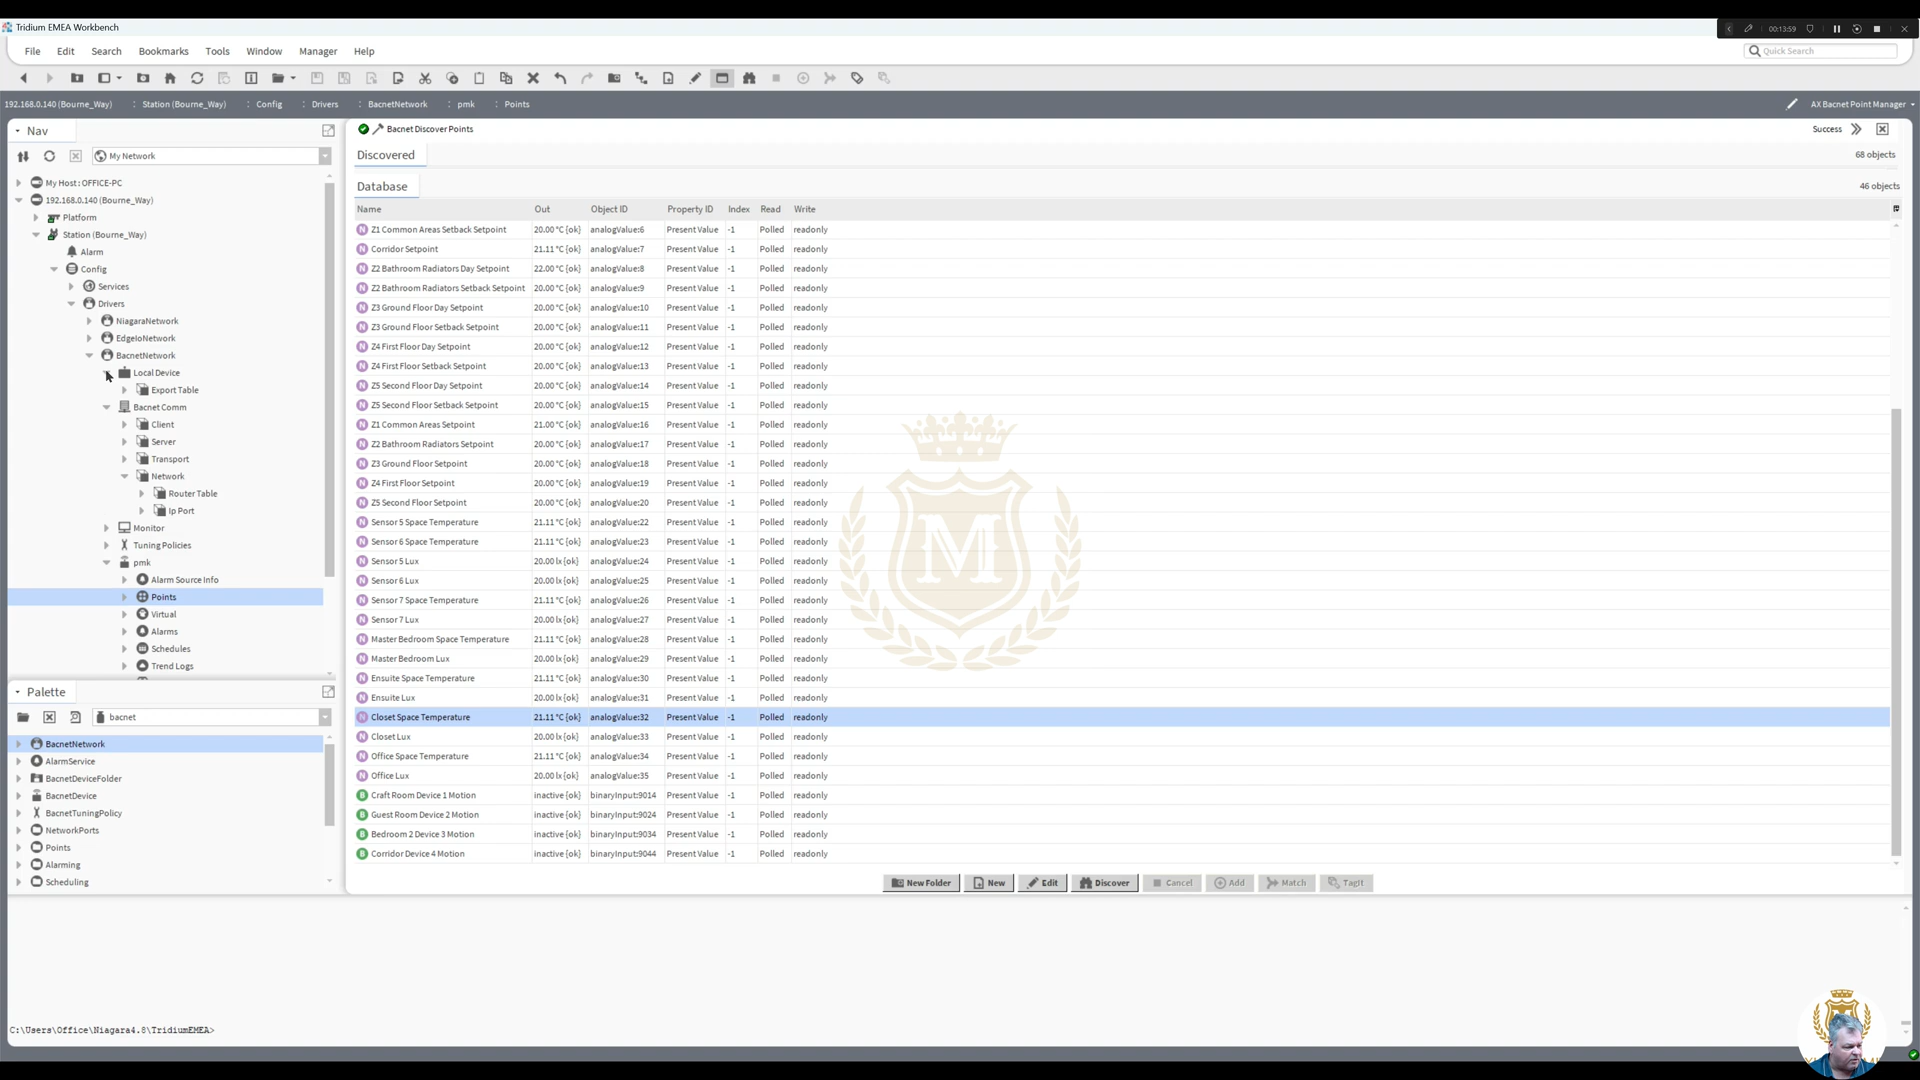 Tridium EMEA Workbench
00:13:59
File Edit Search Bookmarks Tools Window Manager Help
Quick Search
192.168.0.140 (Bourne_Way) : Station (Bourne_Way) : Config : Drivers : BacnetNetwork : pmk : Points
AX Bacnet Point Manager
Nav
My Network
My Host : OFFICE-PC
192.168.0.140 (Bourne_Way)
Platform
Station (Bourne_Way)
Alarm
Config
Services
Drivers
NiagaraNetwork
EdgeIoNetwork
BacnetNetwork
Local Device
Export Table
Bacnet Comm
Client
Server
Transport
Network
Router Table
Ip Port
Monitor
Tuning Policies
pmk
Alarm Source Info
Points
Virtual
Alarms
Schedules
Trend Logs
Palette
bacnet
BacnetNetwork
AlarmService
BacnetDeviceFolder
BacnetDevice
BacnetTuningPolicy
NetworkPorts
Points
Alarming
Scheduling
Bacnet Discover Points
Success
Discovered
68 objects
Database
46 objects
Name Out Object ID Property ID Index Read Write
Z1 Common Areas Setback Setpoint 20.00 °C {ok} analogValue:6 Present Value -1 Polled readonly
Corridor Setpoint 21.11 °C {ok} analogValue:7 Present Value -1 Polled readonly
Z2 Bathroom Radiators Day Setpoint 22.00 °C {ok} analogValue:8 Present Value -1 Polled readonly
Z2 Bathroom Radiators Setback Setpoint 20.00 °C {ok} analogValue:9 Present Value -1 Polled readonly
Z3 Ground Floor Day Setpoint 20.00 °C {ok} analogValue:10 Present Value -1 Polled readonly
Z3 Ground Floor Setback Setpoint 20.00 °C {ok} analogValue:11 Present Value -1 Polled readonly
Z4 First Floor Day Setpoint 20.00 °C {ok} analogValue:12 Present Value -1 Polled readonly
Z4 First Floor Setback Setpoint 20.00 °C {ok} analogValue:13 Present Value -1 Polled readonly
Z5 Second Floor Day Setpoint 20.00 °C {ok} analogValue:14 Present Value -1 Polled readonly
Z5 Second Floor Setback Setpoint 20.00 °C {ok} analogValue:15 Present Value -1 Polled readonly
Z1 Common Areas Setpoint 21.00 °C {ok} analogValue:16 Present Value -1 Polled readonly
Z2 Bathroom Radiators Setpoint 20.00 °C {ok} analogValue:17 Present Value -1 Polled readonly
Z3 Ground Floor Setpoint 20.00 °C {ok} analogValue:18 Present Value -1 Polled readonly
Z4 First Floor Setpoint 20.00 °C {ok} analogValue:19 Present Value -1 Polled readonly
Z5 Second Floor Setpoint 20.00 °C {ok} analogValue:20 Present Value -1 Polled readonly
Sensor 5 Space Temperature 21.11 °C {ok} analogValue:22 Present Value -1 Polled readonly
Sensor 6 Space Temperature 21.11 °C {ok} analogValue:23 Present Value -1 Polled readonly
Sensor 5 Lux 20.00 lx {ok} analogValue:24 Present Value -1 Polled readonly
Sensor 6 Lux 20.00 lx {ok} analogValue:25 Present Value -1 Polled readonly
Sensor 7 Space Temperature 21.11 °C {ok} analogValue:26 Present Value -1 Polled readonly
Sensor 7 Lux 20.00 lx {ok} analogValue:27 Present Value -1 Polled readonly
Master Bedroom Space Temperature 21.11 °C {ok} analogValue:28 Present Value -1 Polled readonly
Master Bedroom Lux 20.00 lx {ok} analogValue:29 Present Value -1 Polled readonly
Ensuite Space Temperature 21.11 °C {ok} analogValue:30 Present Value -1 Polled readonly
Ensuite Lux 20.00 lx {ok} analogValue:31 Present Value -1 Polled readonly
Closet Space Temperature 21.11 °C {ok} analogValue:32 Present Value -1 Polled readonly
Closet Lux 20.00 lx {ok} analogValue:33 Present Value -1 Polled readonly
Office Space Temperature 21.11 °C {ok} analogValue:34 Present Value -1 Polled readonly
Office Lux 20.00 lx {ok} analogValue:35 Present Value -1 Polled readonly
Craft Room Device 1 Motion inactive {ok} binaryInput:9014 Present Value -1 Polled readonly
Guest Room Device 2 Motion inactive {ok} binaryInput:9024 Present Value -1 Polled readonly
Bedroom 2 Device 3 Motion inactive {ok} binaryInput:9034 Present Value -1 Polled readonly
Corridor Device 4 Motion inactive {ok} binaryInput:9044 Present Value -1 Polled readonly
M
New Folder New Edit Discover Cancel Add Match TagIt
C:\Users\Office\Niagara4.8\TridiumEMEA>